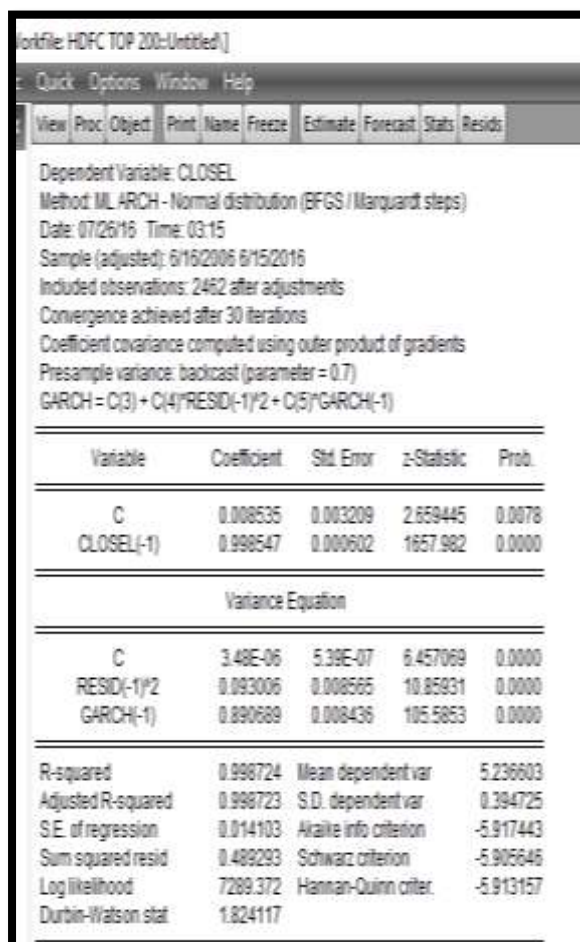 Workfile: HDFC TOP 200::Untitled\]
Quick Options Window Help
View Proc Object Print Name Freeze Estimate Forecast Stats Resids
Dependent Variable: CLOSEL
Method: ML ARCH - Normal distribution (BFGS / Marquardt steps)
Date: 07/26/16 Time: 03:15
Sample (adjusted): 6/16/2006 6/15/2016
Included observations: 2462 after adjustments
Convergence achieved after 30 iterations
Coefficient covariance computed using outer product of gradients
Presample variance: backcast (parameter = 0.7)
GARCH = C(3) + C(4)*RESID(-1)^2 + C(5)*GARCH(-1)
Variable Coefficient Std. Error z-Statistic Prob.
C 0.008535 0.003209 2.659445 0.0078
CLOSEL(-1) 0.998547 0.000602 1657.982 0.0000
Variance Equation
C 3.48E-06 5.39E-07 6.457069 0.0000
RESID(-1)^2 0.093006 0.008565 10.85931 0.0000
GARCH(-1) 0.890689 0.008436 105.5853 0.0000
R-squared 0.998724 Mean dependent var 5.236603
Adjusted R-squared 0.998723 S.D. dependent var 0.394725
S.E. of regression 0.014103 Akaike info criterion -5.917443
Sum squared resid 0.489293 Schwarz criterion -5.905646
Log likelihood 7289.372 Hannan-Quinn criter. -5.913157
Durbin-Watson stat 1.824117